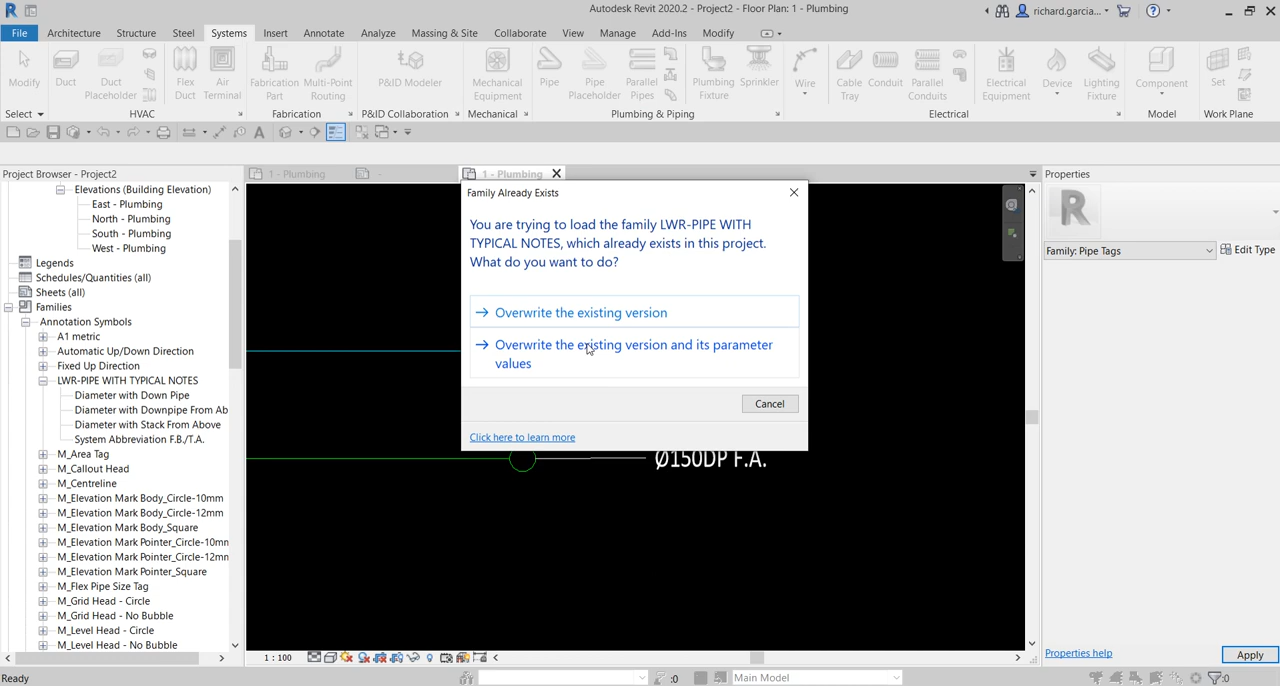 Autodesk Revit 2020.2 - Project2 - Floor Plan: 1 - Plumbing
richard.garcia...
File
Architecture
Structure
Steel
Systems
Insert
Annotate
Analyze
Massing & Site
Collaborate
View
Manage
Add-Ins
Modify
Modify
Duct
Duct
Placeholder
Flex
Duct
Air
Terminal
Fabrication
Part
Multi-Point
Routing
P&ID Modeler
Mechanical
Equipment
Pipe
Pipe
Placeholder
Parallel
Pipes
Plumbing
Fixture
Sprinkler
Wire
Cable
Tray
Conduit
Parallel
Conduits
Electrical
Equipment
Device
Lighting
Fixture
Component
Set
Select
HVAC
Fabrication
P&ID Collaboration
Mechanical
Plumbing & Piping
Electrical
Model
Work Plane
Project Browser - Project2
Elevations (Building Elevation)
East - Plumbing
North - Plumbing
South - Plumbing
West - Plumbing
Legends
Schedules/Quantities (all)
Sheets (all)
Families
Annotation Symbols
A1 metric
Automatic Up/Down Direction
Fixed Up Direction
LWR-PIPE WITH TYPICAL NOTES
Diameter with Down Pipe
Diameter with Downpipe From Ab
Diameter with Stack From Above
System Abbreviation F.B./T.A.
M_Area Tag
M_Callout Head
M_Centreline
M_Elevation Mark Body_Circle-10mm
M_Elevation Mark Body_Circle-12mm
M_Elevation Mark Body_Square
M_Elevation Mark Pointer_Circle-10mm
M_Elevation Mark Pointer_Circle-12mm
M_Elevation Mark Pointer_Square
M_Flex Pipe Size Tag
M_Grid Head - Circle
M_Grid Head - No Bubble
M_Level Head - Circle
M_Level Head - No Bubble
1 - Plumbing
-
1 - Plumbing
Family Already Exists
You are trying to load the family LWR-PIPE WITH
TYPICAL NOTES, which already exists in this project.
What do you want to do?
Overwrite the existing version
Overwrite the existing version and its parameter
values
Cancel
Click here to learn more
Ø150DP F.A.
Properties
R
Family: Pipe Tags
Edit Type
Properties help
Apply
1 : 100
Ready
:0
Main Model
:0